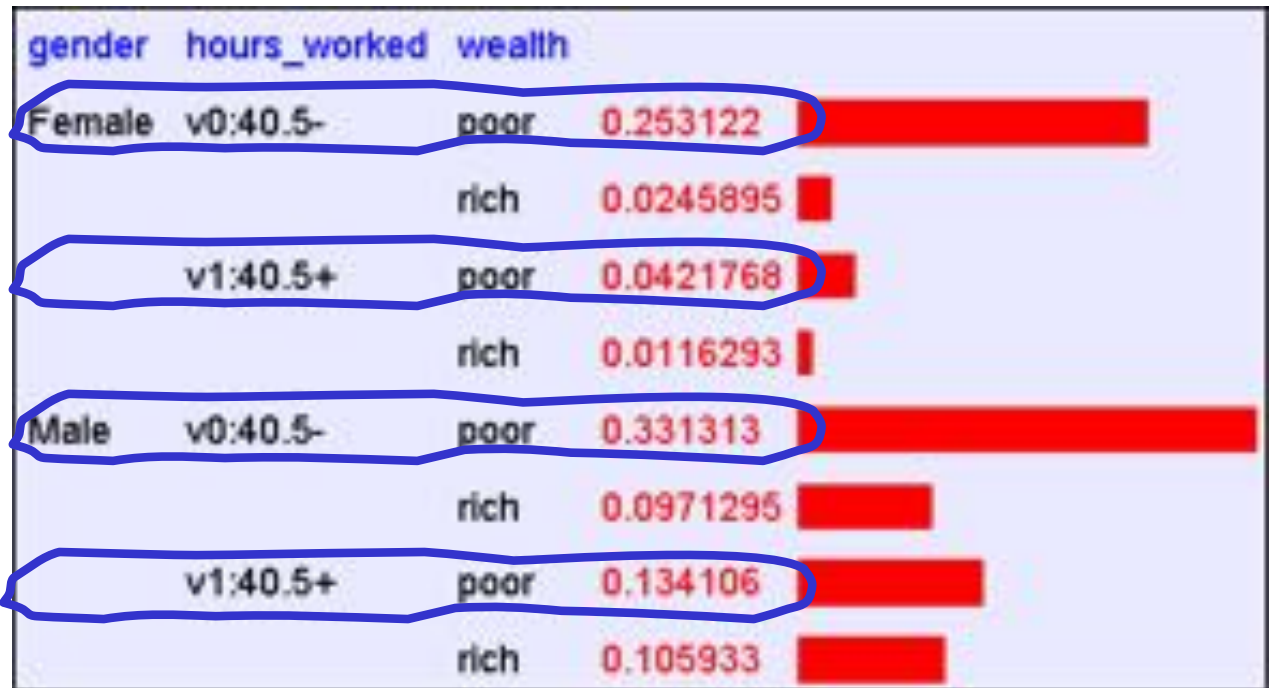 gender hours_worked wealth
Female v0:40.5- poor 0.253122
rich 0.0245895
v1:40.5+ poor 0.0421768
rich 0.0116293
Male v0:40.5- poor 0.331313
rich 0.0971295
v1:40.5+ poor 0.134106
rich 0.105933